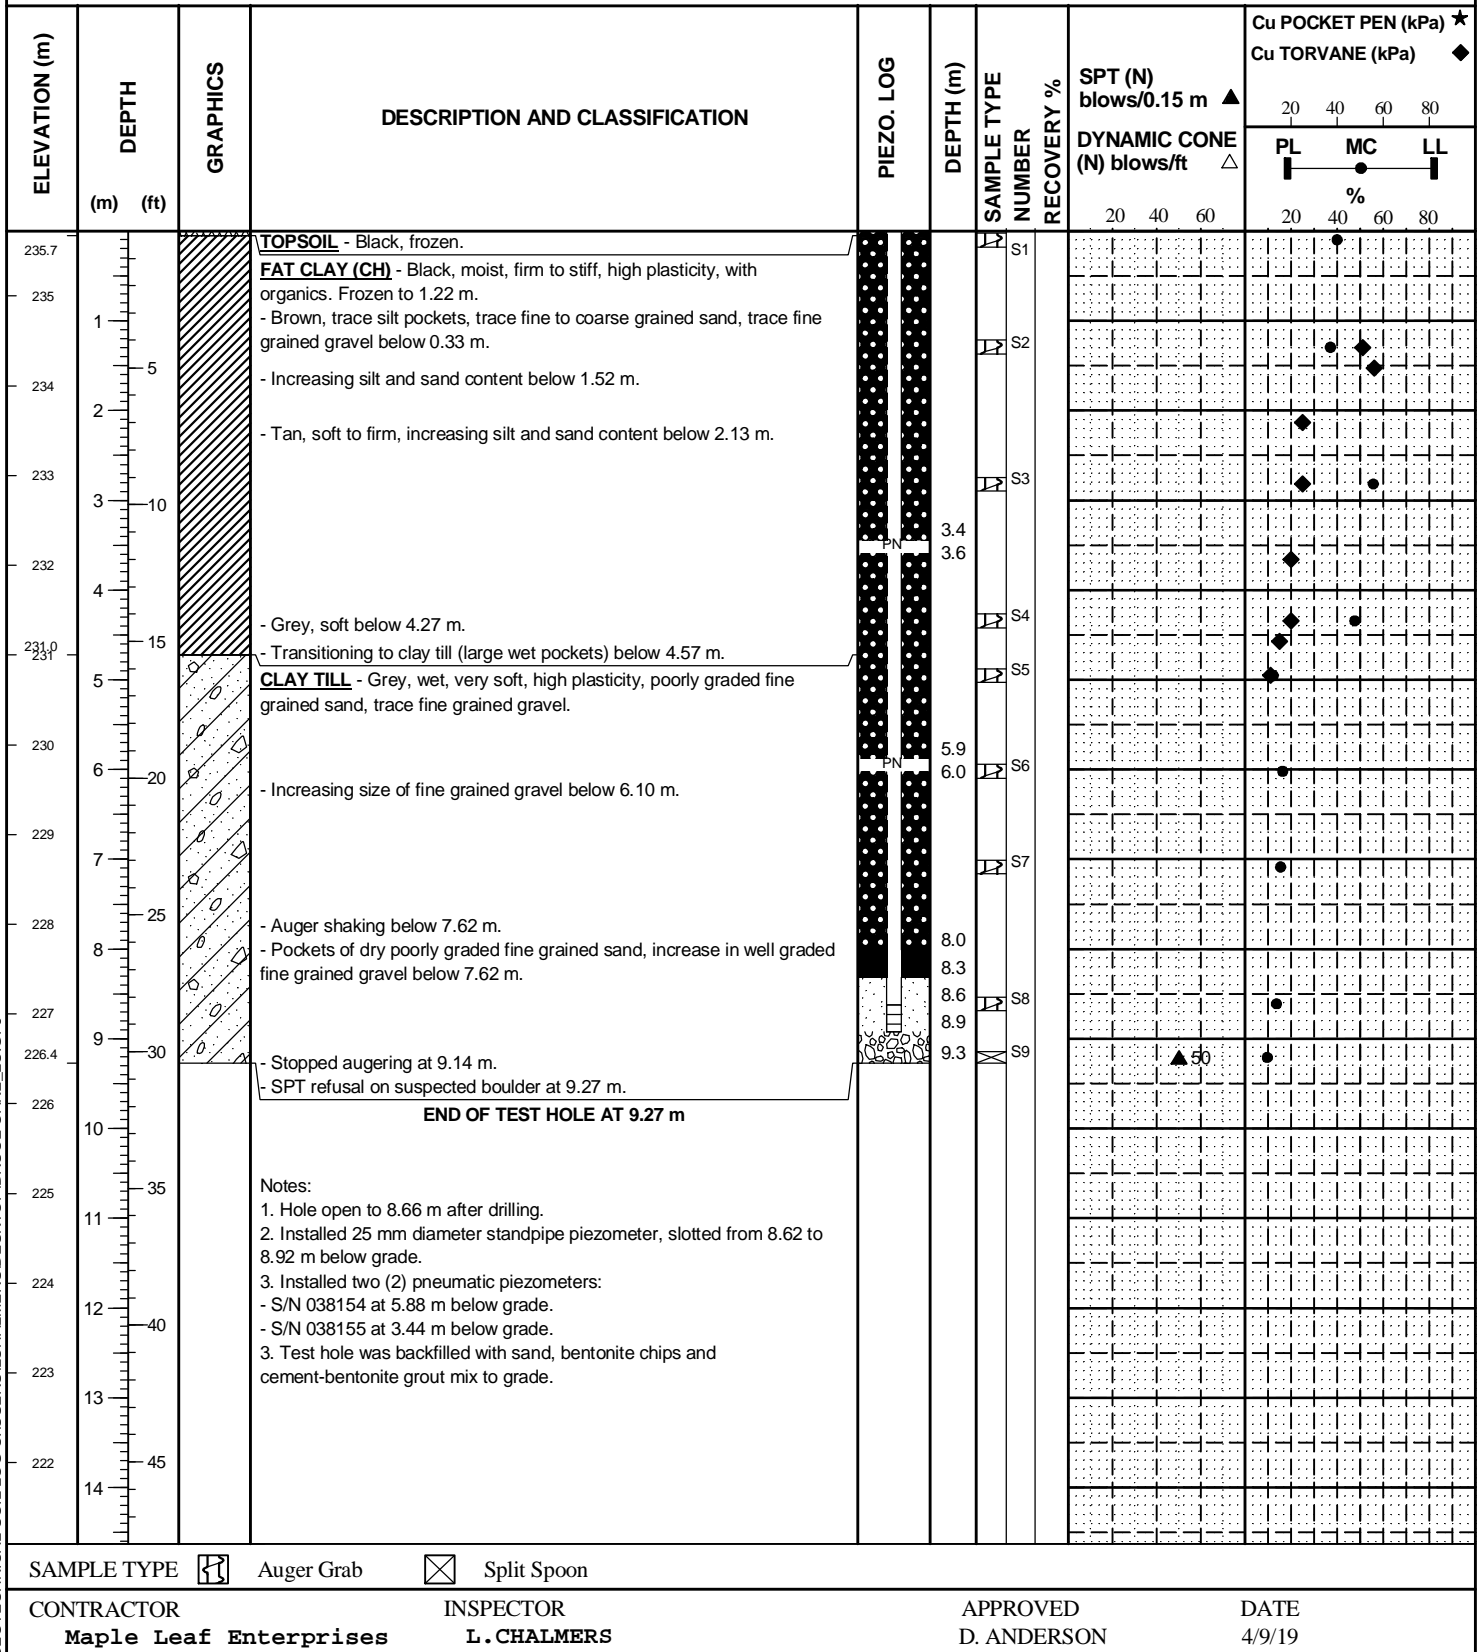 ELEVATION (m)
DEPTH
(m) (ft)
GRAPHICS
DESCRIPTION AND CLASSIFICATION
PIEZO. LOG
DEPTH (m)
SAMPLE TYPE
NUMBER
RECOVERY %
SPT (N)
blows/0.15 m
DYNAMIC CONE
(N) blows/ft
20 40 60
Cu POCKET PEN (kPa)
Cu TORVANE (kPa)
20 40 60 80
PL MC LL
%
20 40 60 80
235.7
235
234
233
232
231.0
231
230
229
228
227
226.4
226
225
224
223
222
1
2
3
4
5
6
7
8
9
10
11
12
13
14
5
10
15
20
25
30
35
40
45
TOPSOIL - Black, frozen.
FAT CLAY (CH) - Black, moist, firm to stiff, high plasticity, with
organics. Frozen to 1.22 m.
- Brown, trace silt pockets, trace fine to coarse grained sand, trace fine
grained gravel below 0.33 m.
- Increasing silt and sand content below 1.52 m.
- Tan, soft to firm, increasing silt and sand content below 2.13 m.
- Grey, soft below 4.27 m.
- Transitioning to clay till (large wet pockets) below 4.57 m.
CLAY TILL - Grey, wet, very soft, high plasticity, poorly graded fine
grained sand, trace fine grained gravel.
- Increasing size of fine grained gravel below 6.10 m.
- Auger shaking below 7.62 m.
- Pockets of dry poorly graded fine grained sand, increase in well graded
fine grained gravel below 7.62 m.
- Stopped augering at 9.14 m.
- SPT refusal on suspected boulder at 9.27 m.
END OF TEST HOLE AT 9.27 m
Notes:
1. Hole open to 8.66 m after drilling.
2. Installed 25 mm diameter standpipe piezometer, slotted from 8.62 to
8.92 m below grade.
3. Installed two (2) pneumatic piezometers:
- S/N 038154 at 5.88 m below grade.
- S/N 038155 at 3.44 m below grade.
3. Test hole was backfilled with sand, bentonite chips and
cement-bentonite grout mix to grade.
PN
PN
3.4
3.6
5.9
6.0
8.0
8.3
8.6
8.9
9.3
S1
S2
S3
S4
S5
S6
S7
S8
S9
50
SAMPLE TYPE Auger Grab Split Spoon
CONTRACTOR INSPECTOR APPROVED DATE
Maple Leaf Enterprises L.CHALMERS D. ANDERSON 4/9/19